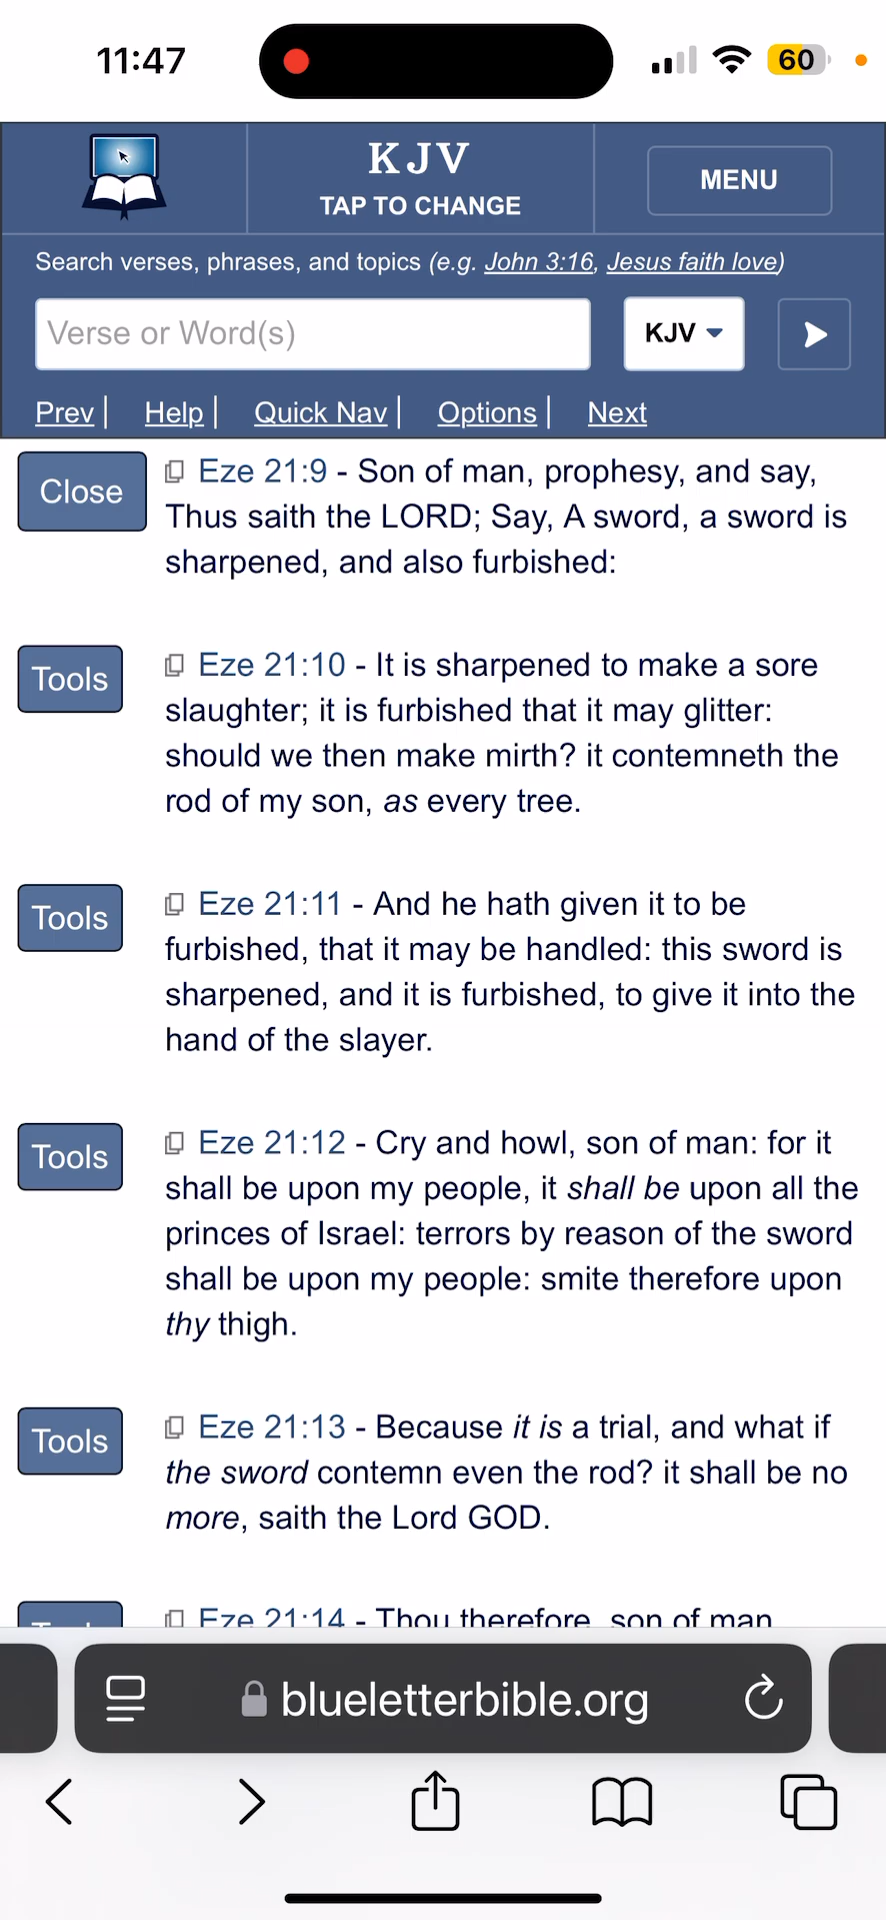 11:47
60
KJV
TAP TO CHANGE
MENU
Search verses, phrases, and topics (e.g. John 3:16, Jesus faith love)
Verse or Word(s)
KJV
Prev | Help | Quick Nav | Options | Next
Close
Eze 21:9 - Son of man, prophesy, and say,
Thus saith the LORD; Say, A sword, a sword is
sharpened, and also furbished:
Tools
Eze 21:10 - It is sharpened to make a sore
slaughter; it is furbished that it may glitter:
should we then make mirth? it contemneth the
rod of my son, as every tree.
Tools
Eze 21:11 - And he hath given it to be
furbished, that it may be handled: this sword is
sharpened, and it is furbished, to give it into the
hand of the slayer.
Tools
Eze 21:12 - Cry and howl, son of man: for it
shall be upon my people, it shall be upon all the
princes of Israel: terrors by reason of the sword
shall be upon my people: smite therefore upon
thy thigh.
Tools
Eze 21:13 - Because it is a trial, and what if
the sword contemn even the rod? it shall be no
more, saith the Lord GOD.
Tools
Eze 21:14 - Thou therefore, son of man
blueletterbible.org